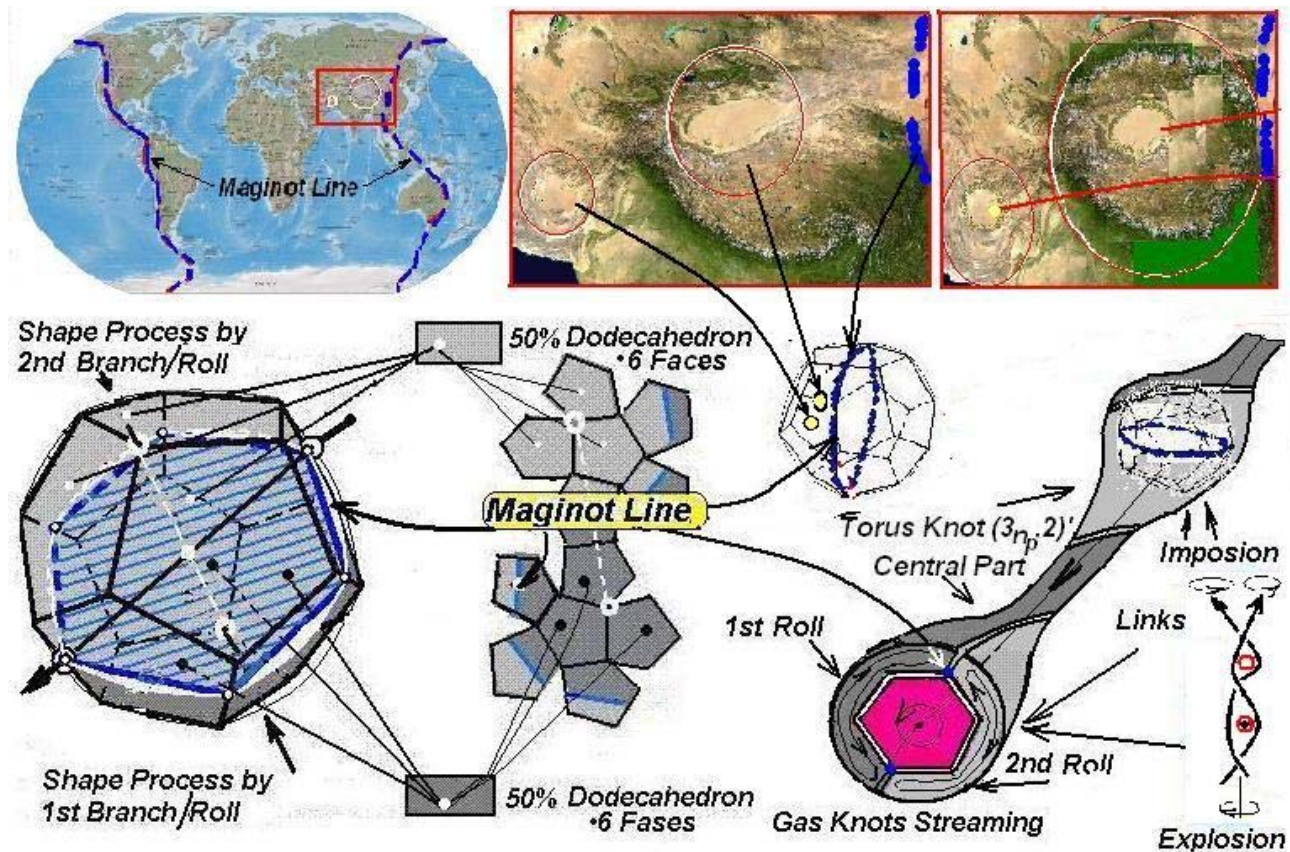 Maginot Line
Shape Process by
2nd Branch/Roll
50% Dodecahedron
•6 Faces
Maginot Line
Torus Knot (3np,2)'
Central Part
Imposion
1st Roll
Links
2nd Roll
Shape Process by
1st Branch/Roll
50% Dodecahedron
•6 Fases
Gas Knots Streaming
Explosion